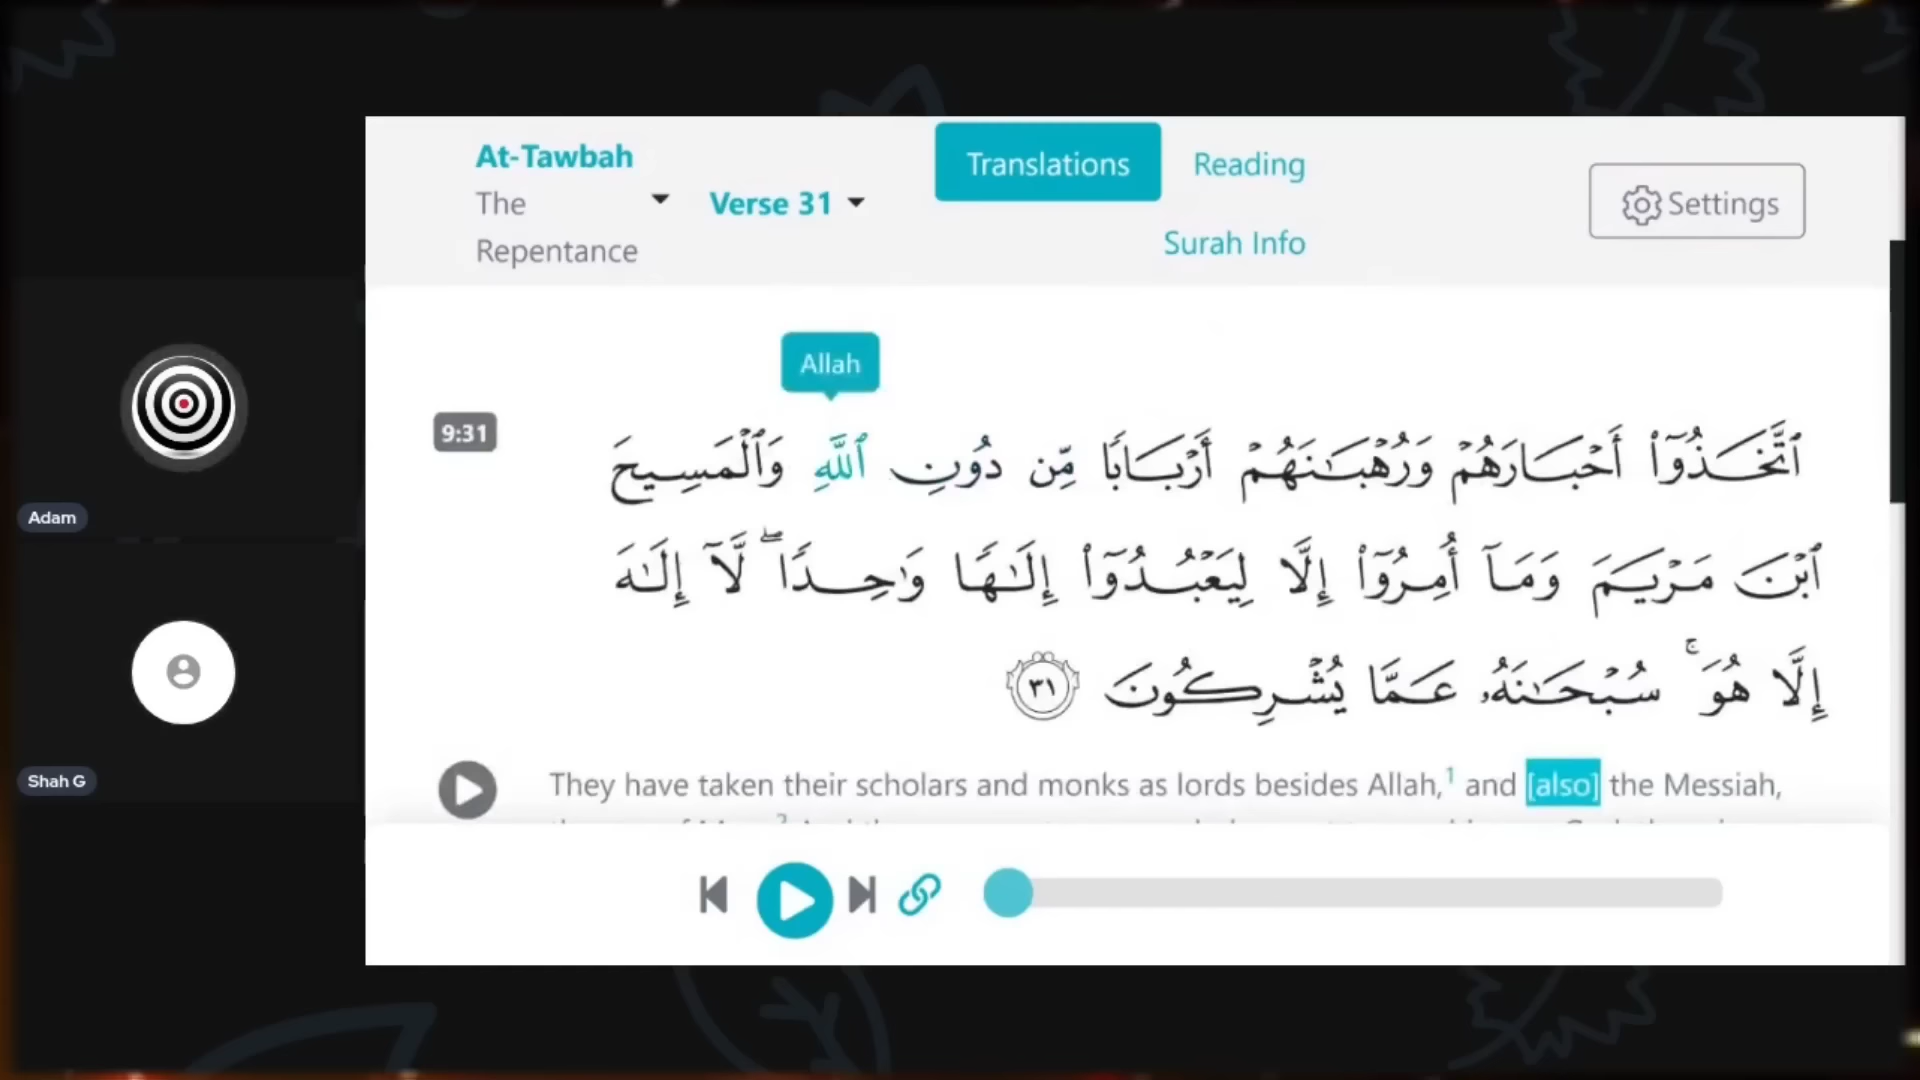 At-Tawbah
The
Repentance
Verse 31
Translations
Reading
Surah Info
Settings
Allah
9:31
ٱتَّخَذُوٓا۟ أَحْبَارَهُمْ وَرُهْبَـٰنَهُمْ أَرْبَابًا مِّن دُونِ ٱللَّهِ وَٱلْمَسِيحَ
ٱبْنَ مَرْيَمَ وَمَآ أُمِرُوٓا۟ إِلَّا لِيَعْبُدُوٓا۟ إِلَـٰهًا وَٰحِدًا ۖ لَّآ إِلَـٰهَ
إِلَّا هُوَ ۚ سُبْحَـٰنَهُۥ عَمَّا يُشْرِكُونَ ٣١
They have taken their scholars and monks as lords besides Allah,1 and [also] the Messiah,
Adam
Shah G